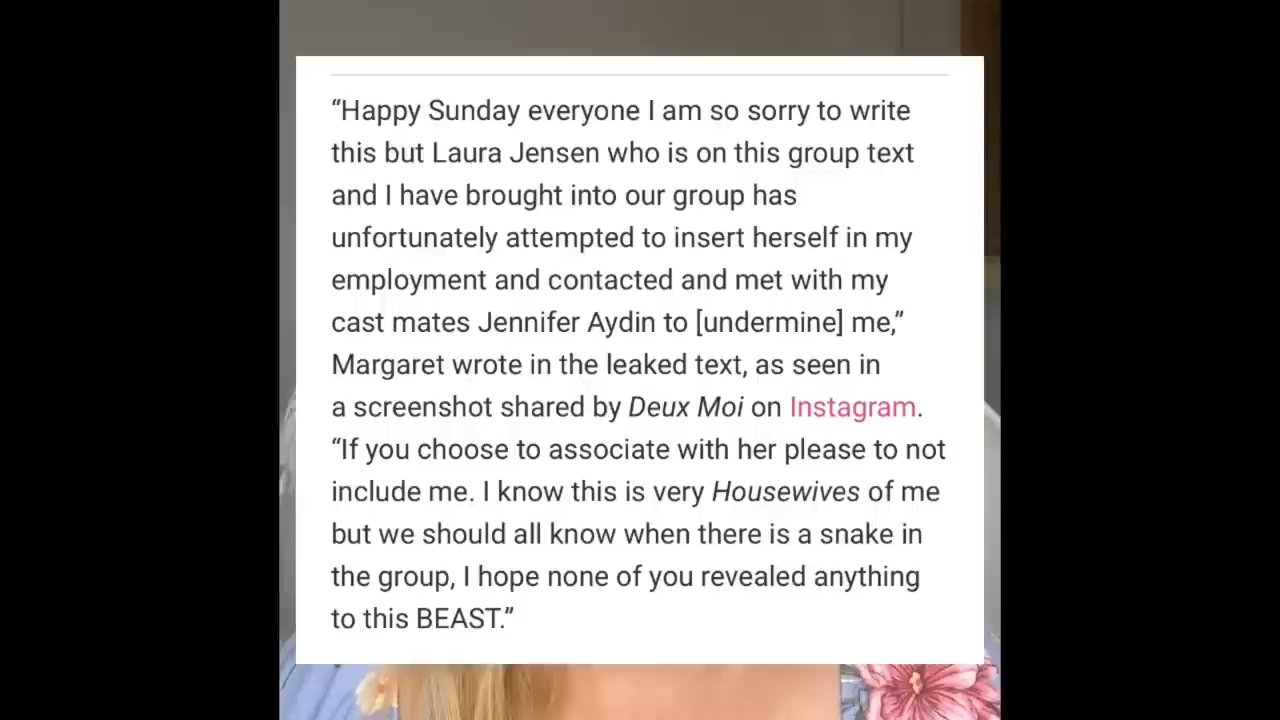 “Happy Sunday everyone I am so sorry to write
this but Laura Jensen who is on this group text
and I have brought into our group has
unfortunately attempted to insert herself in my
employment and contacted and met with my
cast mates Jennifer Aydin to [undermine] me,”
Margaret wrote in the leaked text, as seen in
a screenshot shared by Deux Moi on Instagram.
“If you choose to associate with her please to not
include me. I know this is very Housewives of me
but we should all know when there is a snake in
the group, I hope none of you revealed anything
to this BEAST.”